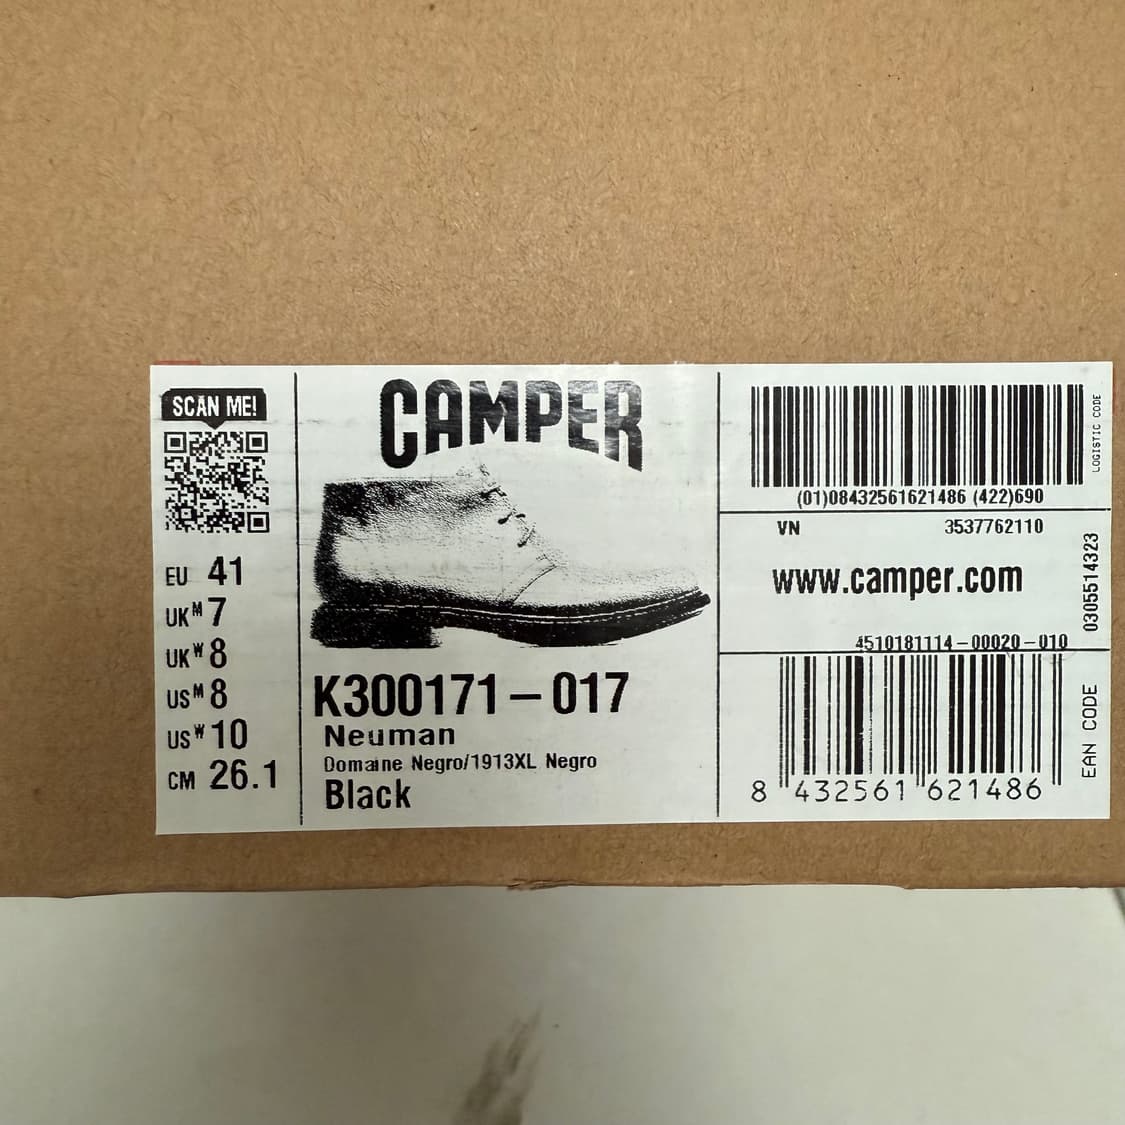 SCAN ME!
EU 41
UK M 7
UK W 8
US M 8
US W 10
CM 26.1
CAMPER
K300171-017
Neuman
Domaine Negro/1913XL Negro
Black
(01)08432561621486 (422)690
LOGISTIC CODE
VN 3537762110
www.camper.com
0305514323
4510181114-00020-010
8 432561 621486
EAN CODE